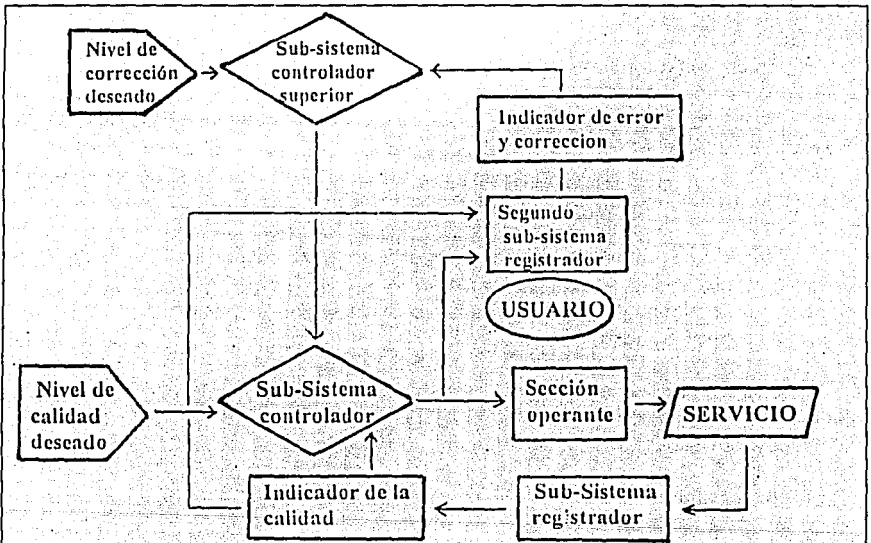 Nivel de
corrección
deseado
Sub-sistema
controlador
superior
Indicador de error
y correccion
Segundo
sub-sistema
registrador
USUARIO
Nivel de
calidad
deseado
Sub-Sistema
controlador
Sección
operante
SERVICIO
Indicador de la
calidad
Sub-Sistema
registrador